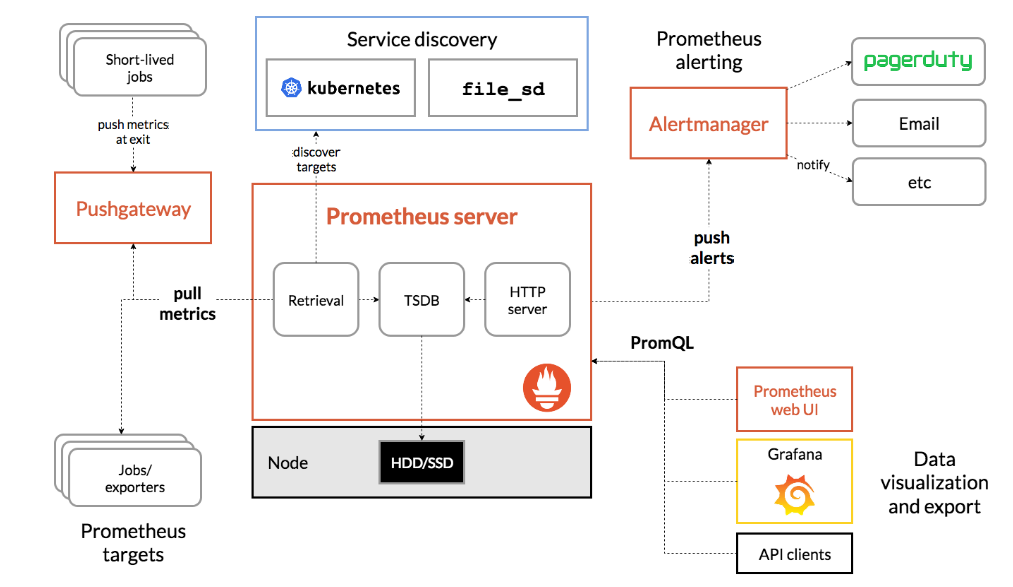 Short-lived
jobs
push metrics
at exit
Pushgateway
pull
metrics
Jobs/
exporters
Prometheus
targets
Service discovery
kubernetes
file_sd
discover
targets
Prometheus server
Retrieval
TSDB
HTTP
server
Node
HDD/SSD
Prometheus
alerting
Alertmanager
pagerduty
Email
notify
etc
push
alerts
PromQL
Prometheus
web UI
Grafana
API clients
Data
visualization
and export